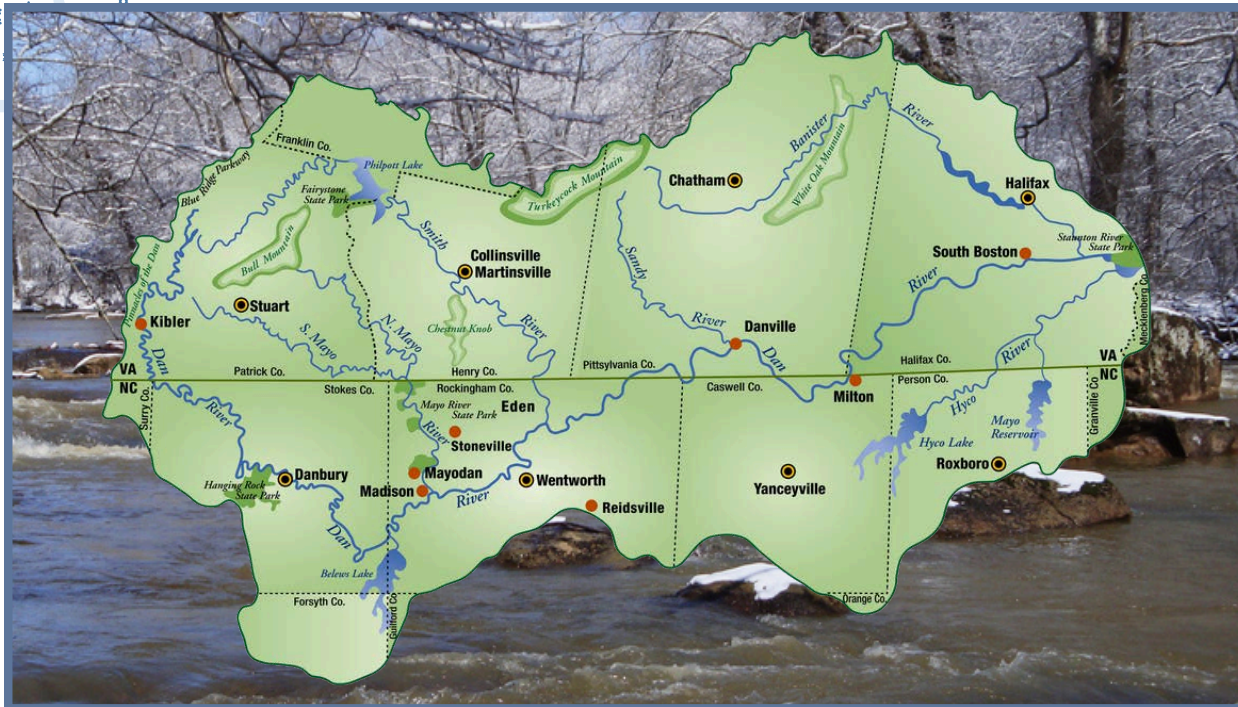 Franklin Co.
Blue Ridge Parkway
Philpott Lake
Fairystone
State Park
Turkeycock Mountain
Chatham
Banister
River
White Oak Mountain
Halifax
Staunton River
State Park
South Boston
River
Mecklenberg Co.
Pinnacles of the Dan
Bull Mountain
Smith
River
Collinsville
Martinsville
Sandy
River
Stuart
Kibler
Chestnut Knob
S. Mayo
N. Mayo
Danville
Dan
Dan
River
VA
NC
Patrick Co.
Henry Co.
Pittsylvania Co.
Halifax Co.
VA
NC
Surry Co.
Stokes Co.
Rockingham Co.
Caswell Co.
Person Co.
Granville Co.
River
Mayo River
State Park
River
Eden
Stoneville
Milton
Hyco
River
Hyco Lake
Mayo
Reservoir
Roxboro
Hanging Rock
State Park
Danbury
Mayodan
Madison
River
Wentworth
Reidsville
Yanceyville
Dan
Belews Lake
Forsyth Co.
Guilford Co.
Orange Co.